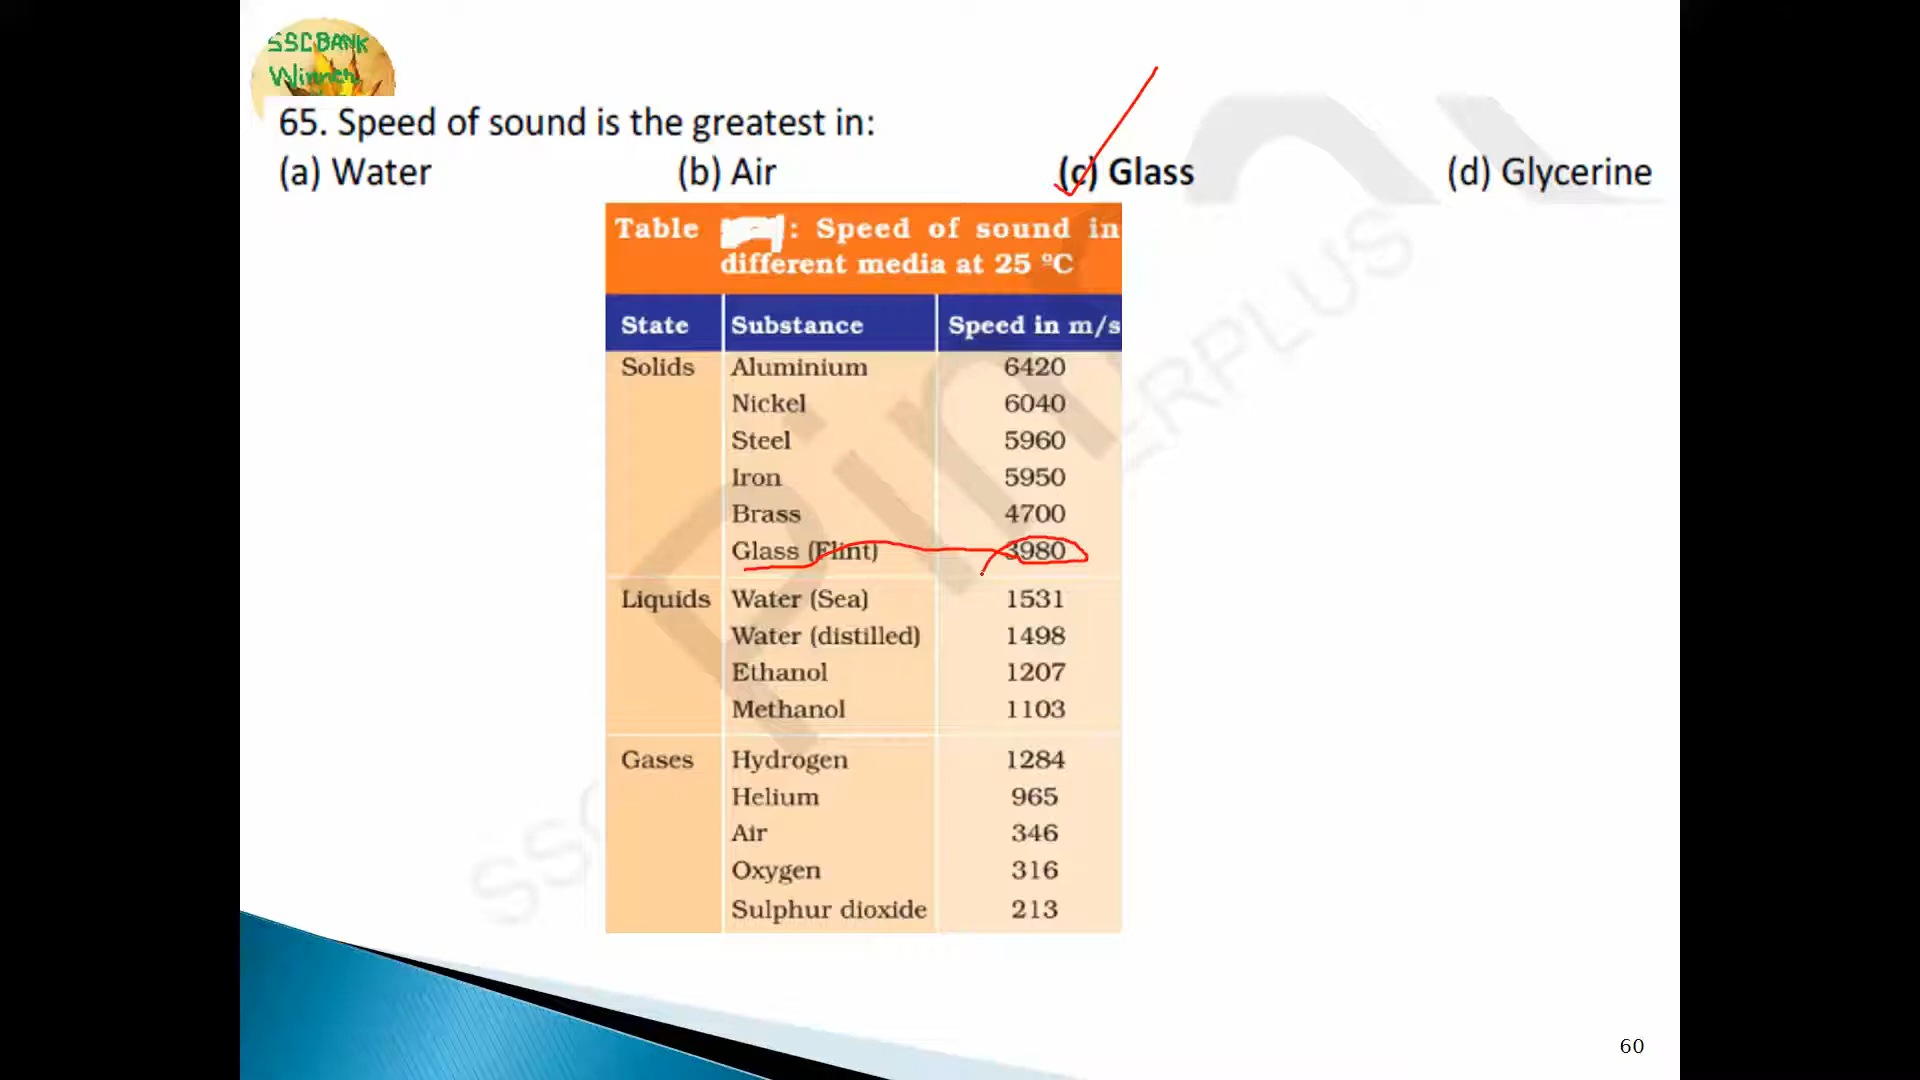 SSCBANK
Winner
65. Speed of sound is the greatest in:
(a) Water (b) Air (c) Glass (d) Glycerine
Table : Speed of sound in
different media at 25 ºC
State Substance Speed in m/s
Solids Aluminium 6420
Nickel 6040
Steel 5960
Iron 5950
Brass 4700
Glass (Flint) 3980
Liquids Water (Sea) 1531
Water (distilled) 1498
Ethanol 1207
Methanol 1103
Gases Hydrogen 1284
Helium 965
Air 346
Oxygen 316
Sulphur dioxide 213
60